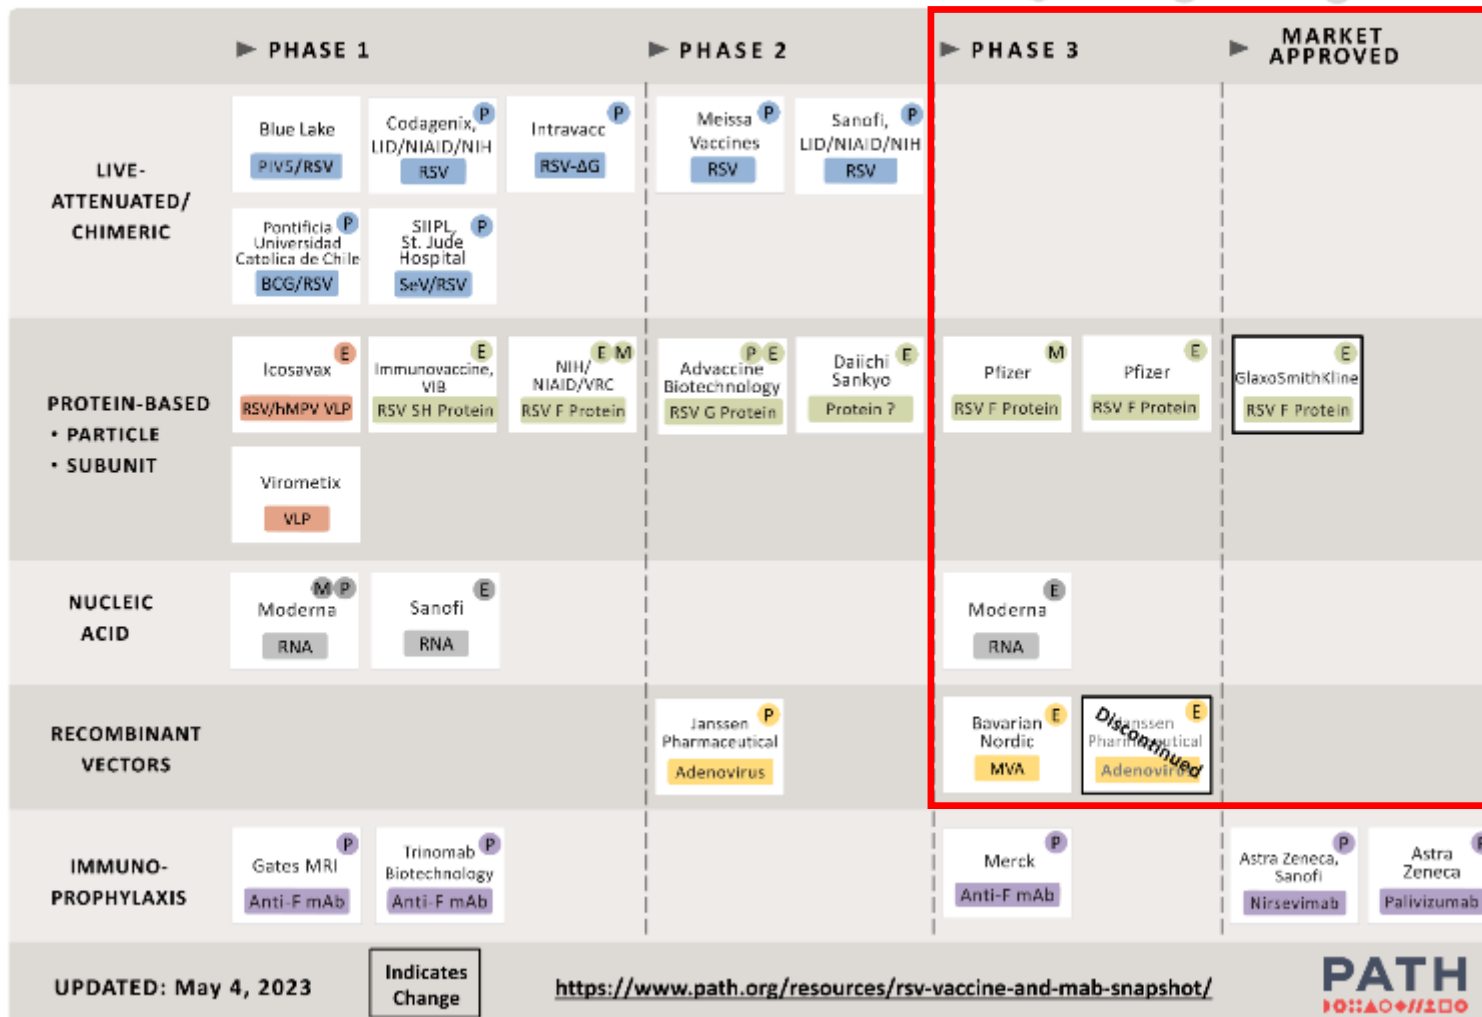 PHASE 1
PHASE 2
PHASE 3
MARKET
APPROVED
LIVE-
ATTENUATED/
CHIMERIC
Blue Lake
PIV5/RSV
P
Codagenix,
LID/NIAID/NIH
RSV
P
Intravacc
RSV-ΔG
P
Meissa
Vaccines
RSV
P
Sanofi,
LID/NIAID/NIH
RSV
P
Pontificia
Universidad
Catolica de Chile
BCG/RSV
P
SIIPL,
St. Jude
Hospital
SeV/RSV
PROTEIN-BASED
• PARTICLE
• SUBUNIT
E
Icosavax
RSV/hMPV VLP
E
Immunovaccine,
VIB
RSV SH Protein
E M
NIH/
NIAID/VRC
RSV F Protein
P E
Advaccine
Biotechnology
RSV G Protein
E
Daiichi
Sankyo
Protein ?
M
Pfizer
RSV F Protein
E
Pfizer
RSV F Protein
E
GlaxoSmithKline
RSV F Protein
Virometix
VLP
NUCLEIC
ACID
M P
Moderna
RNA
E
Sanofi
RNA
E
Moderna
RNA
RECOMBINANT
VECTORS
P
Janssen
Pharmaceutical
Adenovirus
E
Bavarian
Nordic
MVA
E
Janssen
Pharmaceutical
Adenovirus
Discontinued
IMMUNO-
PROPHYLAXIS
P
Gates MRI
Anti-F mAb
P
Trinomab
Biotechnology
Anti-F mAb
P
Merck
Anti-F mAb
P
Astra Zeneca,
Sanofi
Nirsevimab
P
Astra
Zeneca
Palivizumab
UPDATED: May 4, 2023
Indicates
Change
https://www.path.org/resources/rsv-vaccine-and-mab-snapshot/
PATH